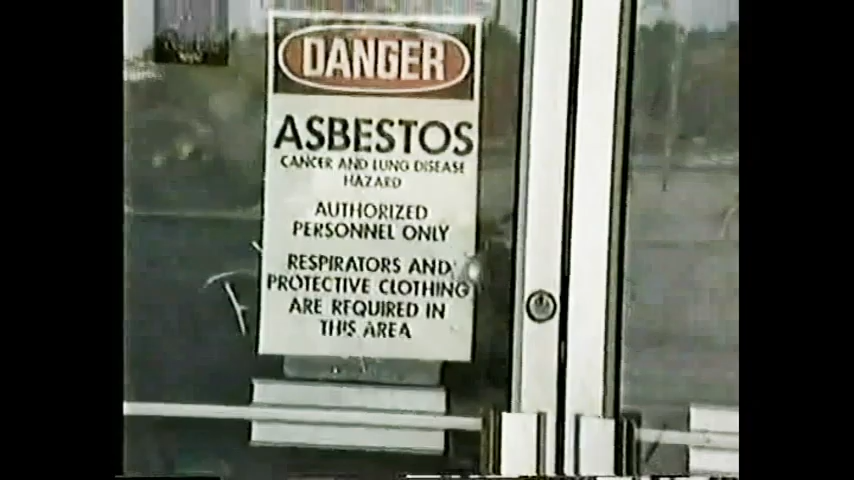 DANGER
ASBESTOS
CANCER AND LUNG DISEASE
HAZARD
AUTHORIZED
PERSONNEL ONLY
RESPIRATORS AND
PROTECTIVE CLOTHING
ARE REQUIRED IN
THIS AREA